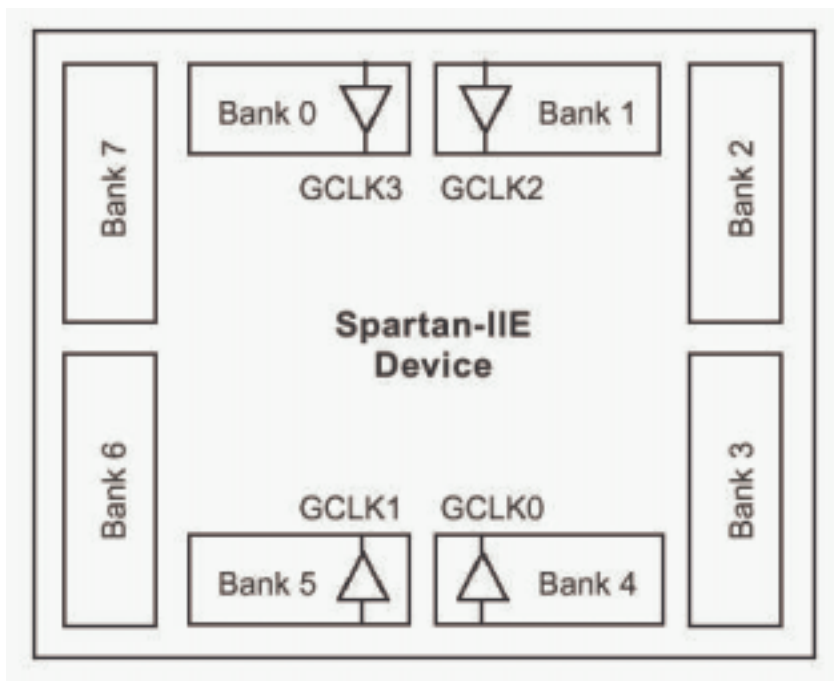 Bank 0
Bank 1
GCLK3
GCLK2
Bank 7
Bank 2
Spartan-IIE
Device
Bank 6
Bank 3
GCLK1
GCLK0
Bank 5
Bank 4